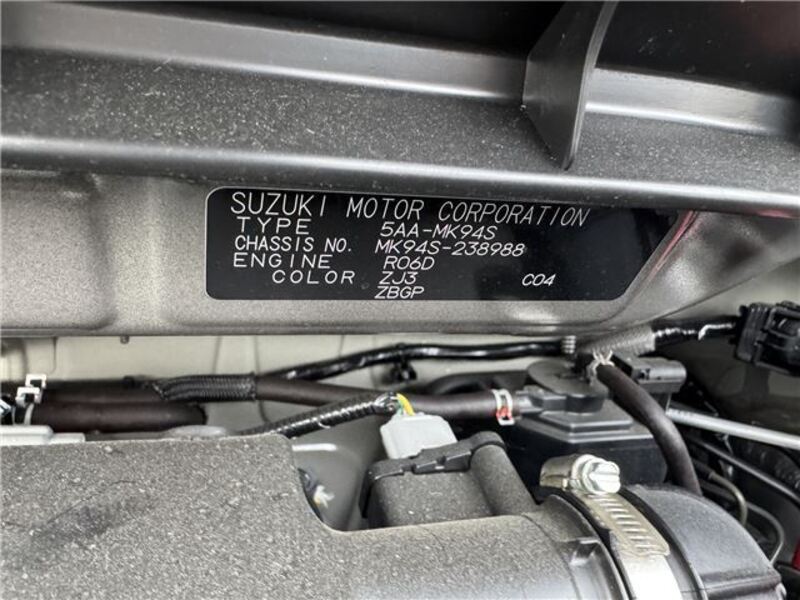 SUZUKI MOTOR CORPORATION
TYPE 5AA-MK94S
CHASSIS NO. MK94S-238988
ENGINE R06D
COLOR ZJ3 C04
ZBGP